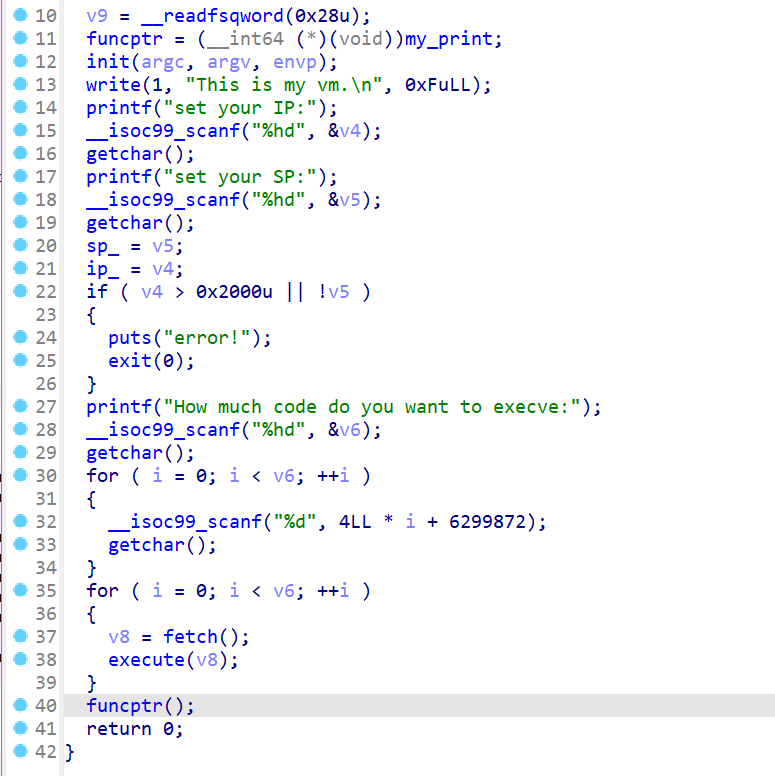 10 v9 = __readfsqword(0x28u);
11 funcptr = (__int64 (*)(void))my_print;
12 init(argc, argv, envp);
13 write(1, "This is my vm.\n", 0xFuLL);
14 printf("set your IP:");
15 __isoc99_scanf("%hd", &v4);
16 getchar();
17 printf("set your SP:");
18 __isoc99_scanf("%hd", &v5);
19 getchar();
20 sp_ = v5;
21 ip_ = v4;
22 if ( v4 > 0x2000u || !v5 )
23 {
24 puts("error!");
25 exit(0);
26 }
27 printf("How much code do you want to execve:");
28 __isoc99_scanf("%hd", &v6);
29 getchar();
30 for ( i = 0; i < v6; ++i )
31 {
32 __isoc99_scanf("%d", 4LL * i + 6299872);
33 getchar();
34 }
35 for ( i = 0; i < v6; ++i )
36 {
37 v8 = fetch();
38 execute(v8);
39 }
40 funcptr();
41 return 0;
42 }